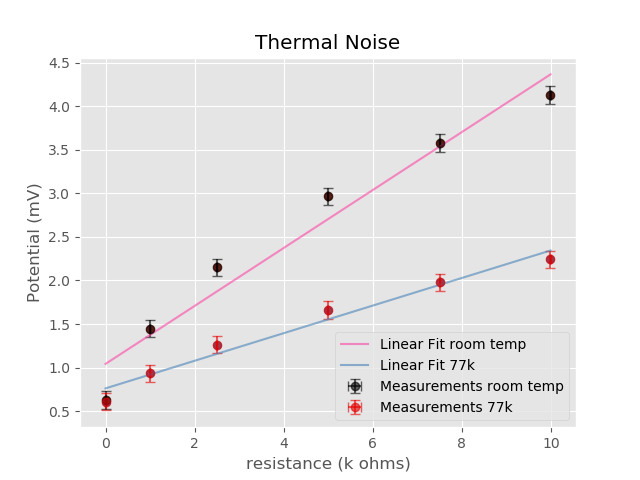 Thermal Noise
4.5
4.0
3.5
3.0
2.5
2.0
1.5
1.0
0.5
Potential (mV)
Linear Fit room temp
Linear Fit 77k
Measurements room temp
Measurements 77k
0 2 4 6 8 10
resistance (k ohms)